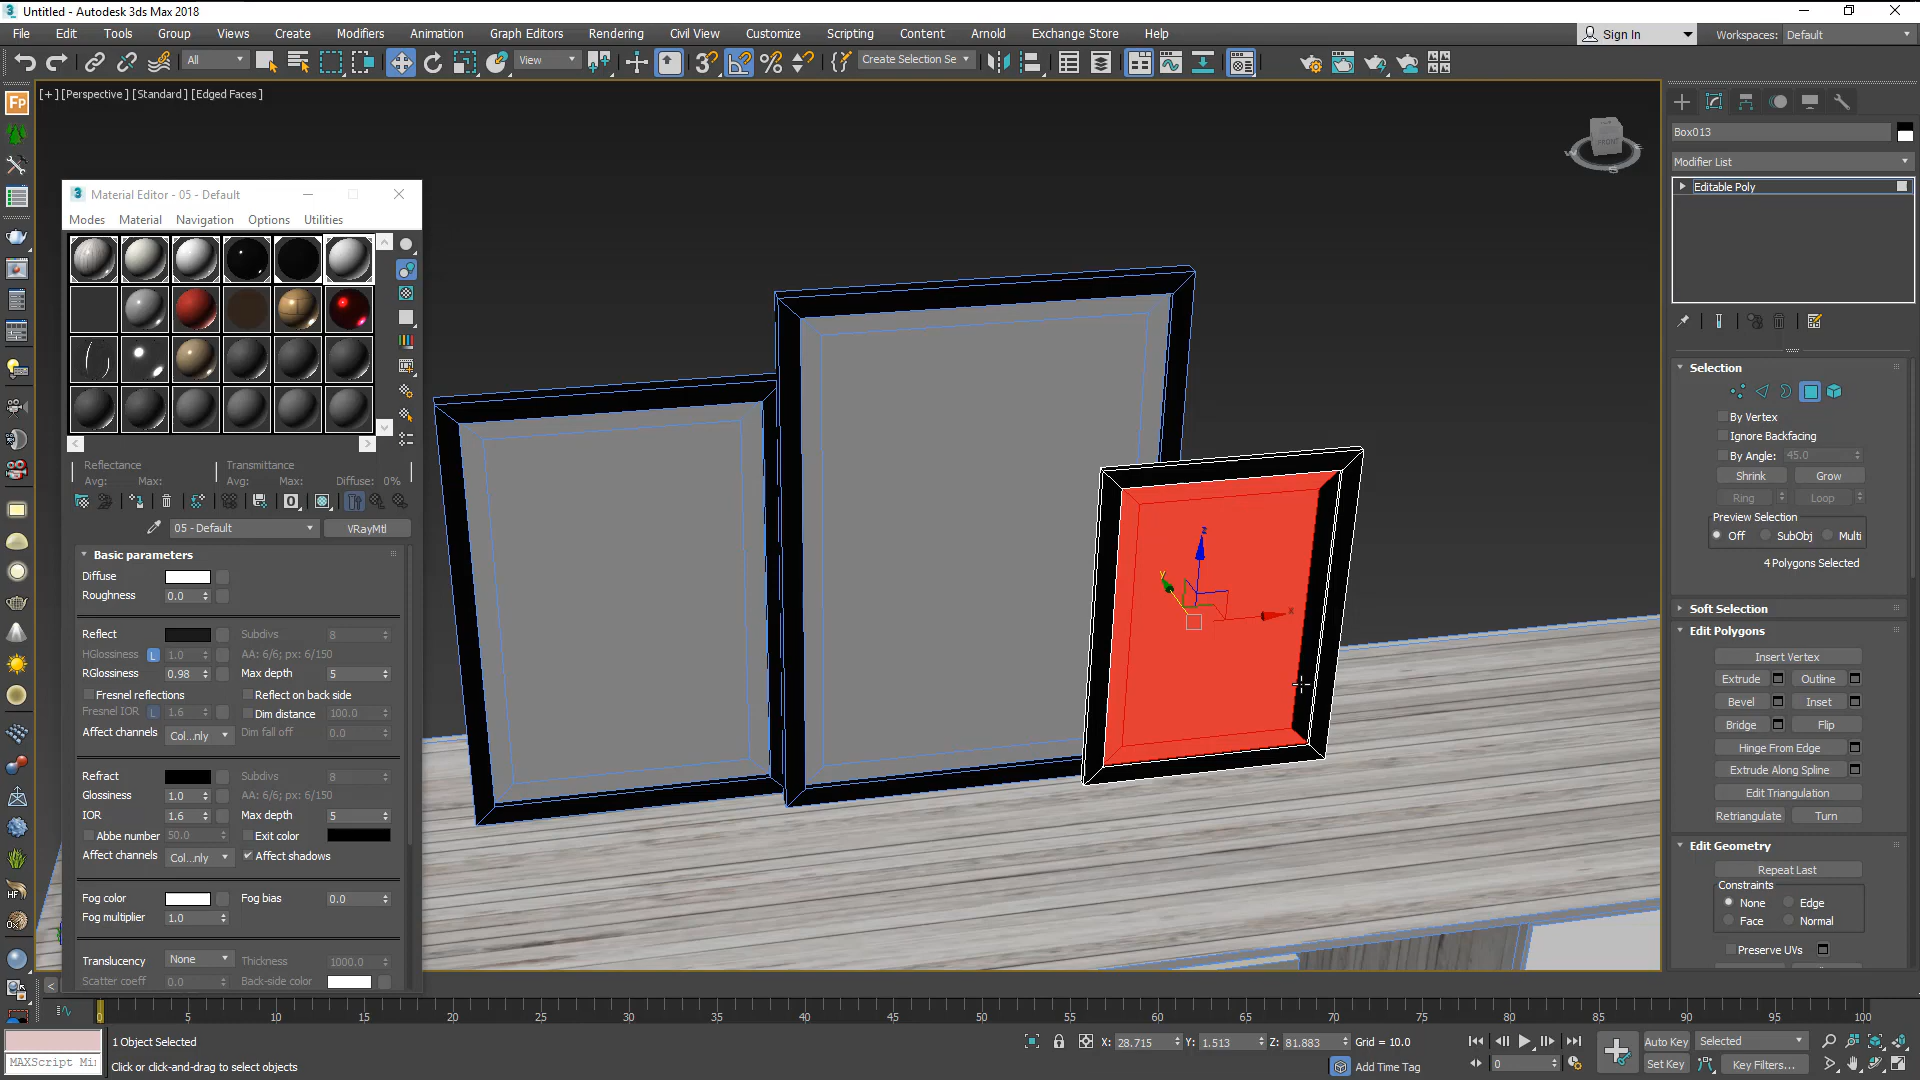 Untitled - Autodesk 3ds Max 2018
File Edit Tools Group Views Create Modifiers Animation Graph Editors Rendering Civil View Customize Scripting Content Arnold Exchange Store Help
Sign In Workspaces: Default
All View Create Selection Se
[+] [Perspective] [Standard] [Edged Faces]
Fp
FRONT
Box013
Modifier List
Editable Poly
Material Editor - 05 - Default
Modes Material Navigation Options Utilities
Reflectance Transmittance
Avg: Max: Avg: Max: Diffuse: 0%
05 - Default VRayMtl
Basic parameters
Diffuse
Roughness 0.0
Reflect Subdivs 8
HGlossiness L 1.0 AA: 6/6; px: 6/150
RGlossiness 0.98 Max depth 5
Fresnel reflections Reflect on back side
Fresnel IOR L 1.6 Dim distance 100.0
Affect channels Col...nly Dim fall off 0.0
Refract Subdivs 8
Glossiness 1.0 AA: 6/6; px: 6/150
IOR 1.6 Max depth 5
Abbe number 50.0 Exit color
Affect channels Col...nly Affect shadows
Fog color Fog bias 0.0
Fog multiplier 1.0
Translucency None Thickness 1000.0
Scatter coeff 0.0 Back-side color
z
y
x
Selection
By Vertex
Ignore Backfacing
By Angle: 45.0
Shrink Grow
Ring Loop
Preview Selection
Off SubObj Multi
4 Polygons Selected
Soft Selection
Edit Polygons
Insert Vertex
Extrude Outline
Bevel Inset
Bridge Flip
Hinge From Edge
Extrude Along Spline
Edit Triangulation
Retriangulate Turn
Edit Geometry
Repeat Last
Constraints
None Edge
Face Normal
Preserve UVs
HF
0 5 10 15 20 25 30 35 40 45 50 55 60 65 70 75 80 85 90 95 100
1 Object Selected X: 28.715 Y: 1.513 Z: 81.883 Grid = 10.0 Auto Key Selected
MAXScript Mi Click or click-and-drag to select objects Add Time Tag 0 Set Key Key Filters...